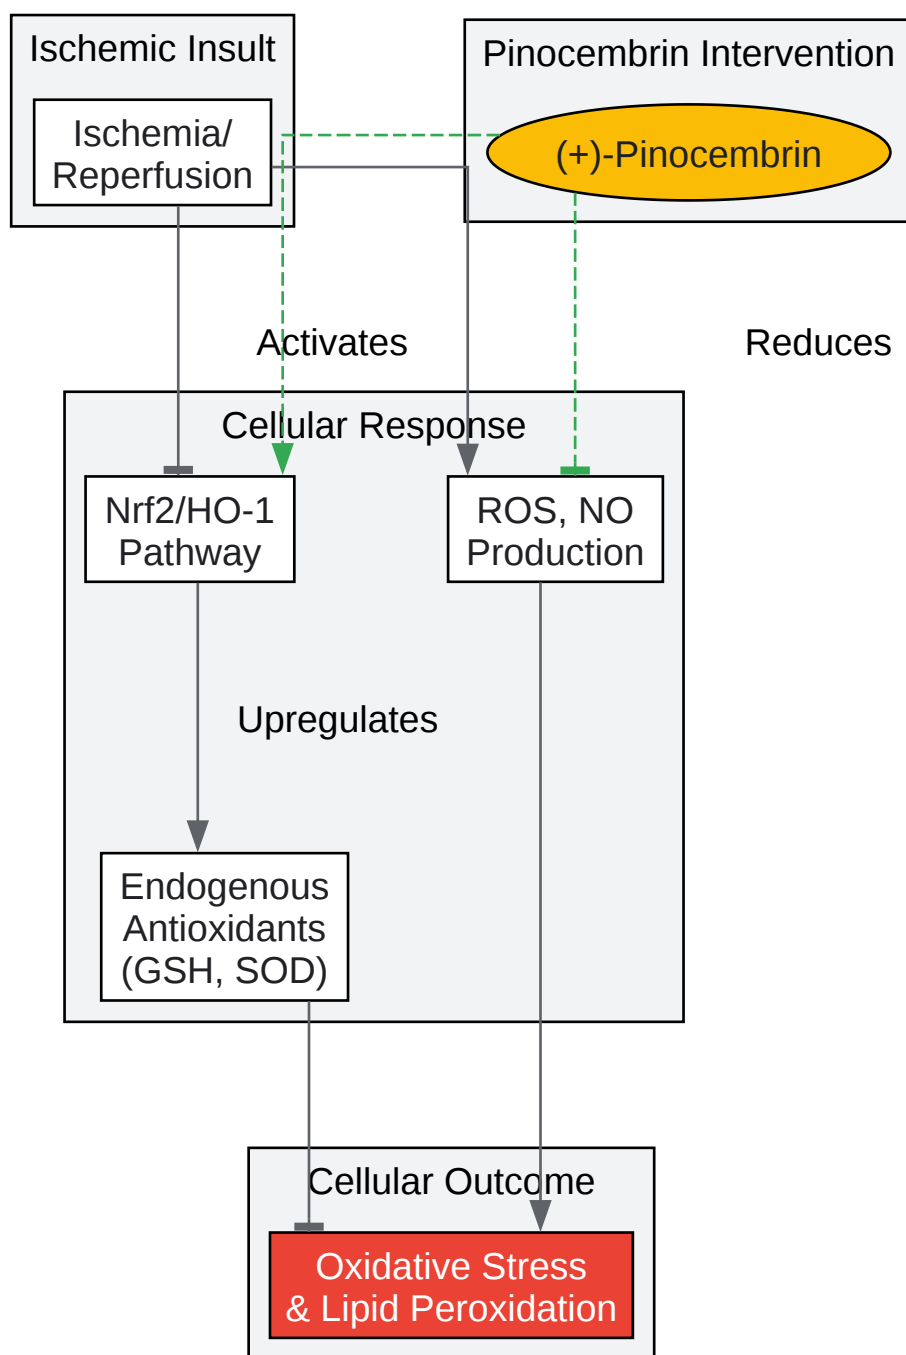 Ischemic Insult
Pinocembrin Intervention
Ischemia/
Reperfusion
(+)-Pinocembrin
Activates
Reduces
Cellular Response
Nrf2/HO-1
Pathway
ROS, NO
Production
Upregulates
Endogenous
Antioxidants
(GSH, SOD)
Cellular Outcome
Oxidative Stress
& Lipid Peroxidation